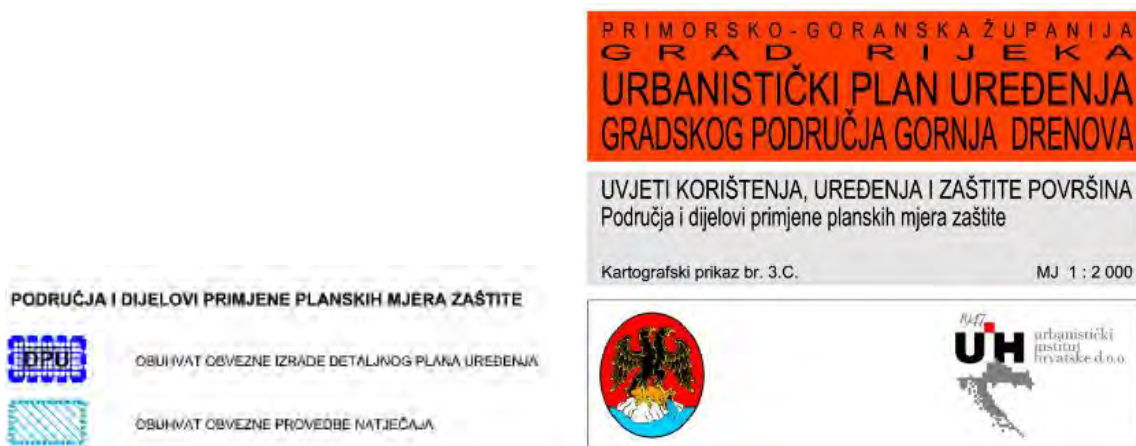 PRIMORSKO-GORANSKA ŽUPANIJA
GRAD RIJEKA
URBANISTIČKI PLAN UREĐENJA
GRADSKOG PODRUČJA GORNJA DRENOVA
UVJETI KORIŠTENJA, UREĐENJA I ZAŠTITE POVRŠINA
Područja i dijelovi primjene planskih mjera zaštite
Kartografski prikaz br. 3.C. MJ 1 : 2 000
PODRUČJA I DIJELOVI PRIMJENE PLANSKIH MJERA ZAŠTITE
DPU OBUHVAT OBVEZNE IZRADE DETALJNOG PLANA UREĐENJA
OBUHVAT OBVEZNE PROVEDBE NATJEČAJA
1947
UIH
urbanistički
institut
hrvatske d.o.o.